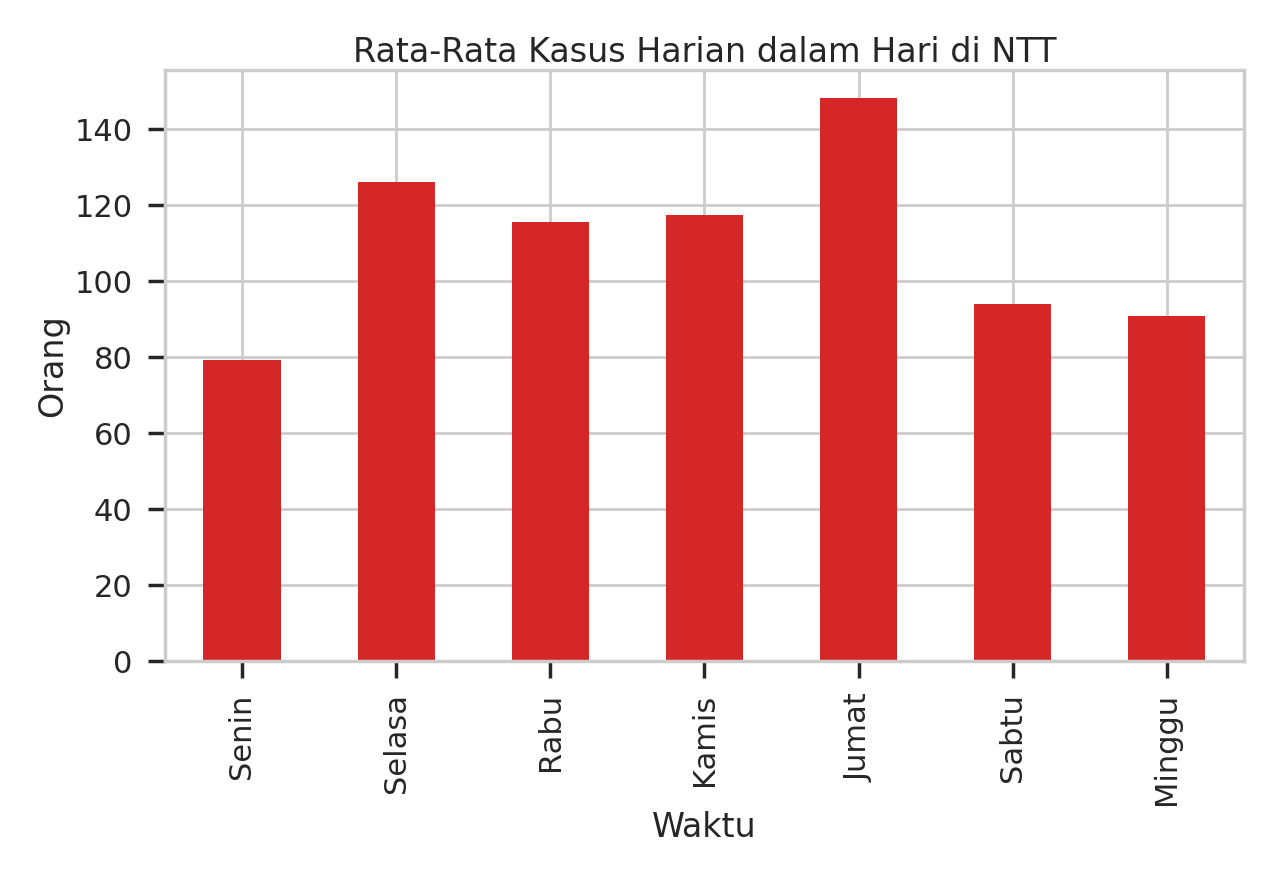 Rata-Rata Kasus Harian dalam Hari di NTT
140
120
100
80
60
40
20
0
Orang
Senin
Selasa
Rabu
Kamis
Jumat
Sabtu
Minggu
Waktu